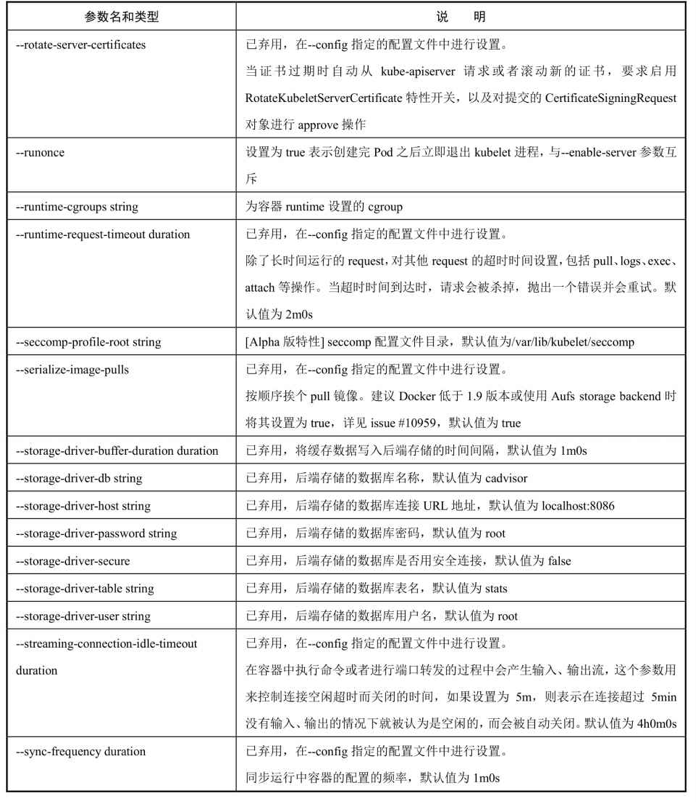 参数名和类型 说 明
--rotate-server-certificates 已弃用，在--config 指定的配置文件中进行设置。
当证书过期时自动从 kube-apiserver 请求或者滚动新的证书，要求启用
RotateKubeletServerCertificate 特性开关，以及对提交的 CertificateSigningRequest
对象进行 approve 操作
--runonce 设置为 true 表示创建完 Pod 之后立即退出 kubelet 进程，与--enable-server 参数互
斥
--runtime-cgroups string 为容器 runtime 设置的 cgroup
--runtime-request-timeout duration 已弃用，在--config 指定的配置文件中进行设置。
除了长时间运行的 request，对其他 request 的超时时间设置，包括 pull、logs、exec、
attach 等操作。当超时时间到达时，请求会被杀掉，抛出一个错误并会重试。默
认值为 2m0s
--seccomp-profile-root string [Alpha 版特性] seccomp 配置文件目录，默认值为/var/lib/kubelet/seccomp
--serialize-image-pulls 已弃用，在--config 指定的配置文件中进行设置。
按顺序挨个 pull 镜像。建议 Docker 低于 1.9 版本或使用 Aufs storage backend 时
将其设置为 true，详见 issue #10959，默认值为 true
--storage-driver-buffer-duration duration 已弃用，将缓存数据写入后端存储的时间间隔，默认值为 1m0s
--storage-driver-db string 已弃用，后端存储的数据库名称，默认值为 cadvisor
--storage-driver-host string 已弃用，后端存储的数据库连接 URL 地址，默认值为 localhost:8086
--storage-driver-password string 已弃用，后端存储的数据库密码，默认值为 root
--storage-driver-secure 已弃用，后端存储的数据库是否用安全连接，默认值为 false
--storage-driver-table string 已弃用，后端存储的数据库表名，默认值为 stats
--storage-driver-user string 已弃用，后端存储的数据库用户名，默认值为 root
--streaming-connection-idle-timeout 已弃用，在--config 指定的配置文件中进行设置。
duration 在容器中执行命令或者进行端口转发的过程中会产生输入、输出流，这个参数用
来控制连接空闲超时而关闭的时间，如果设置为 5m，则表示在连接超过 5min
没有输入、输出的情况下就被认为是空闲的，而会被自动关闭。默认值为 4h0m0s
--sync-frequency duration 已弃用，在--config 指定的配置文件中进行设置。
同步运行中容器的配置的频率，默认值为 1m0s